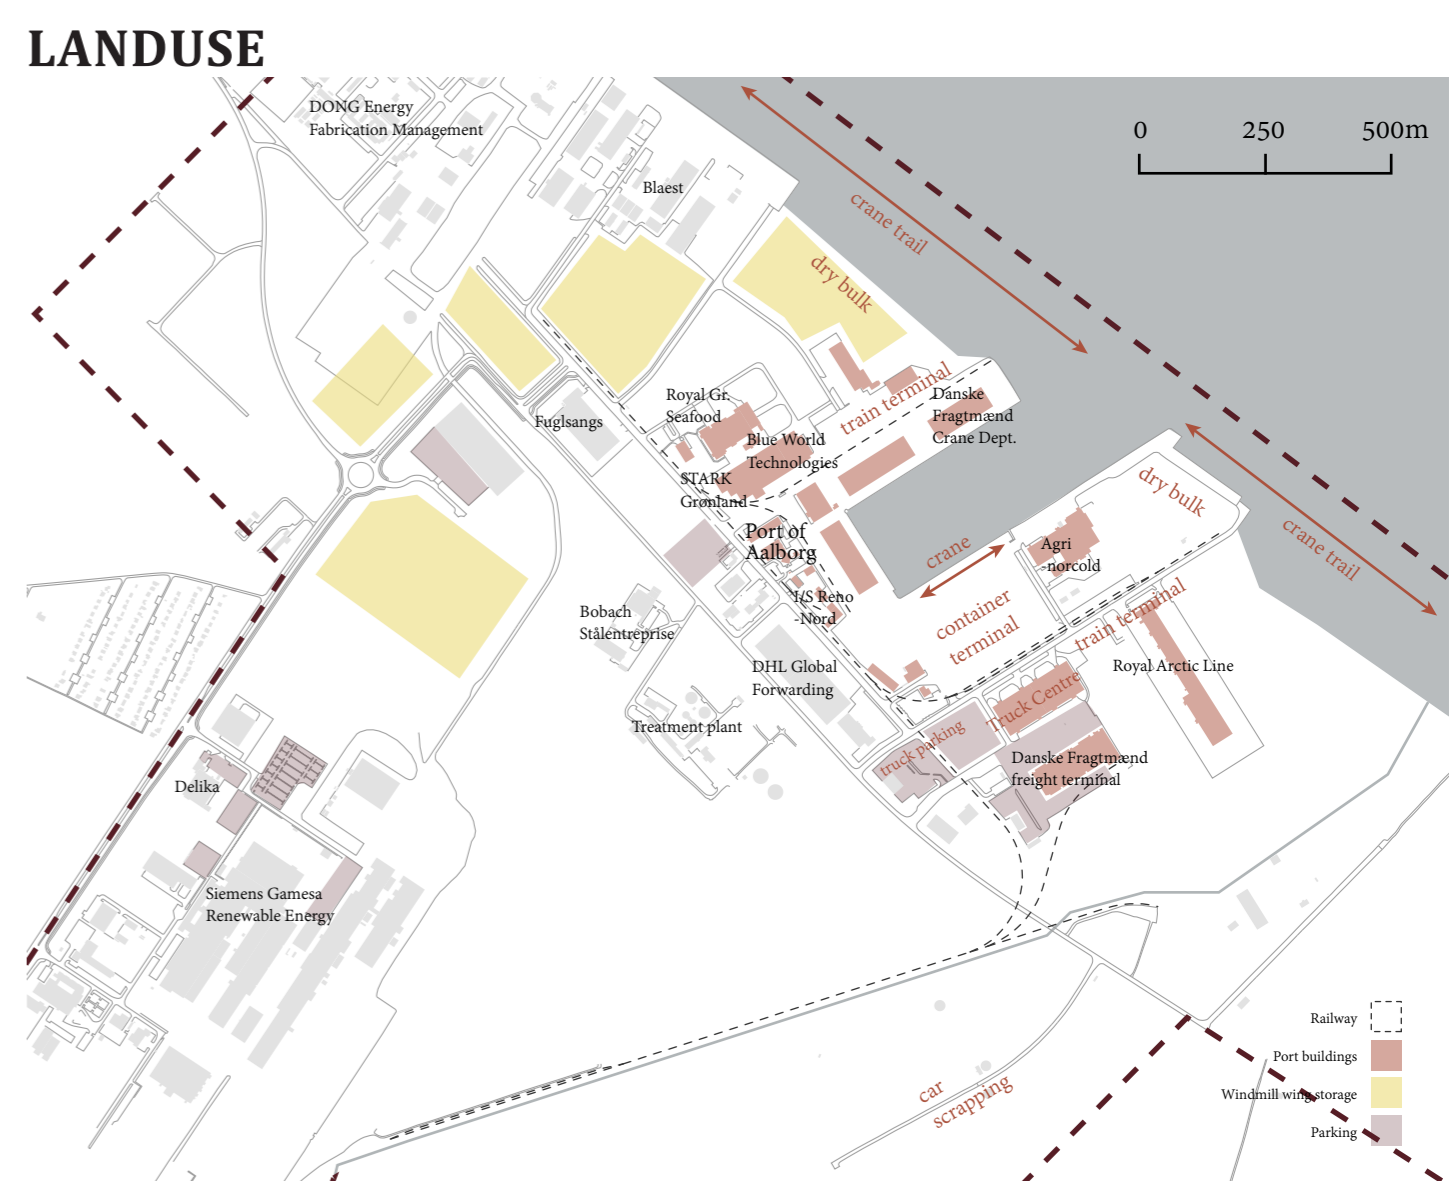 LANDUSE
DONG Energy
Fabrication Management
0 250 500m
Blaest
crane trail
dry bulk
Royal Gr.
Seafood
train terminal
Danske
Fragtmænd
Crane Dept.
Fuglsangs
Blue World
Technologies
STARK
Grønland
dry bulk
Port of
Aalborg
crane
Agri
-norcold
crane trail
I/S Reno
-Nord
container
terminal
train terminal
Bobach
Stålentreprise
DHL Global
Forwarding
Royal Arctic Line
Truck Centre
Treatment plant
truck parking
Danske Fragtmænd
freight terminal
Delika
Siemens Gamesa
Renewable Energy
car
scrapping
Railway
Port buildings
Windmill wing storage
Parking